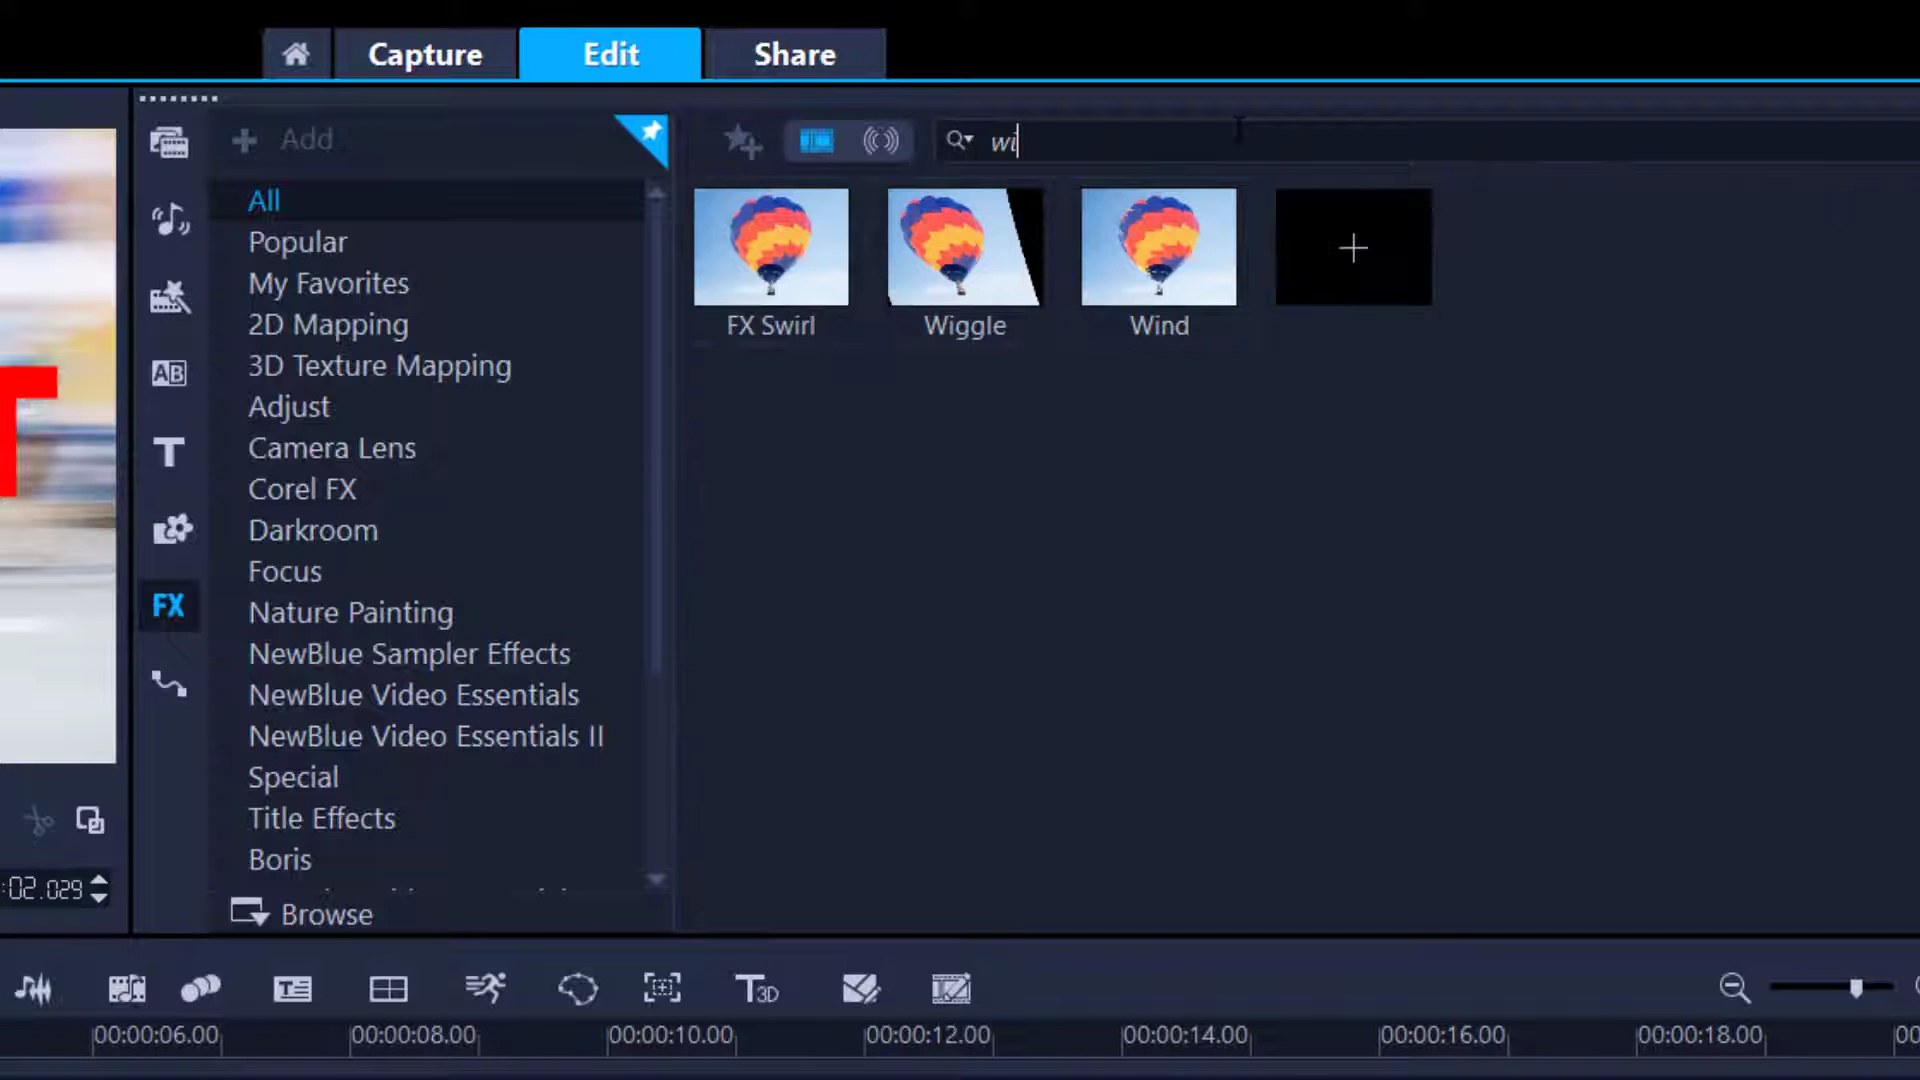 Capture
Edit
Share
Add
wi
All
Popular
My Favorites
2D Mapping
3D Texture Mapping
Adjust
Camera Lens
Corel FX
Darkroom
Focus
Nature Painting
NewBlue Sampler Effects
NewBlue Video Essentials
NewBlue Video Essentials II
Special
Title Effects
Boris
Browse
FX Swirl
Wiggle
Wind
AB
T
FX
T
:02.029
T3D
00:00:06.00
00:00:08.00
00:00:10.00
00:00:12.00
00:00:14.00
00:00:16.00
00:00:18.00
00